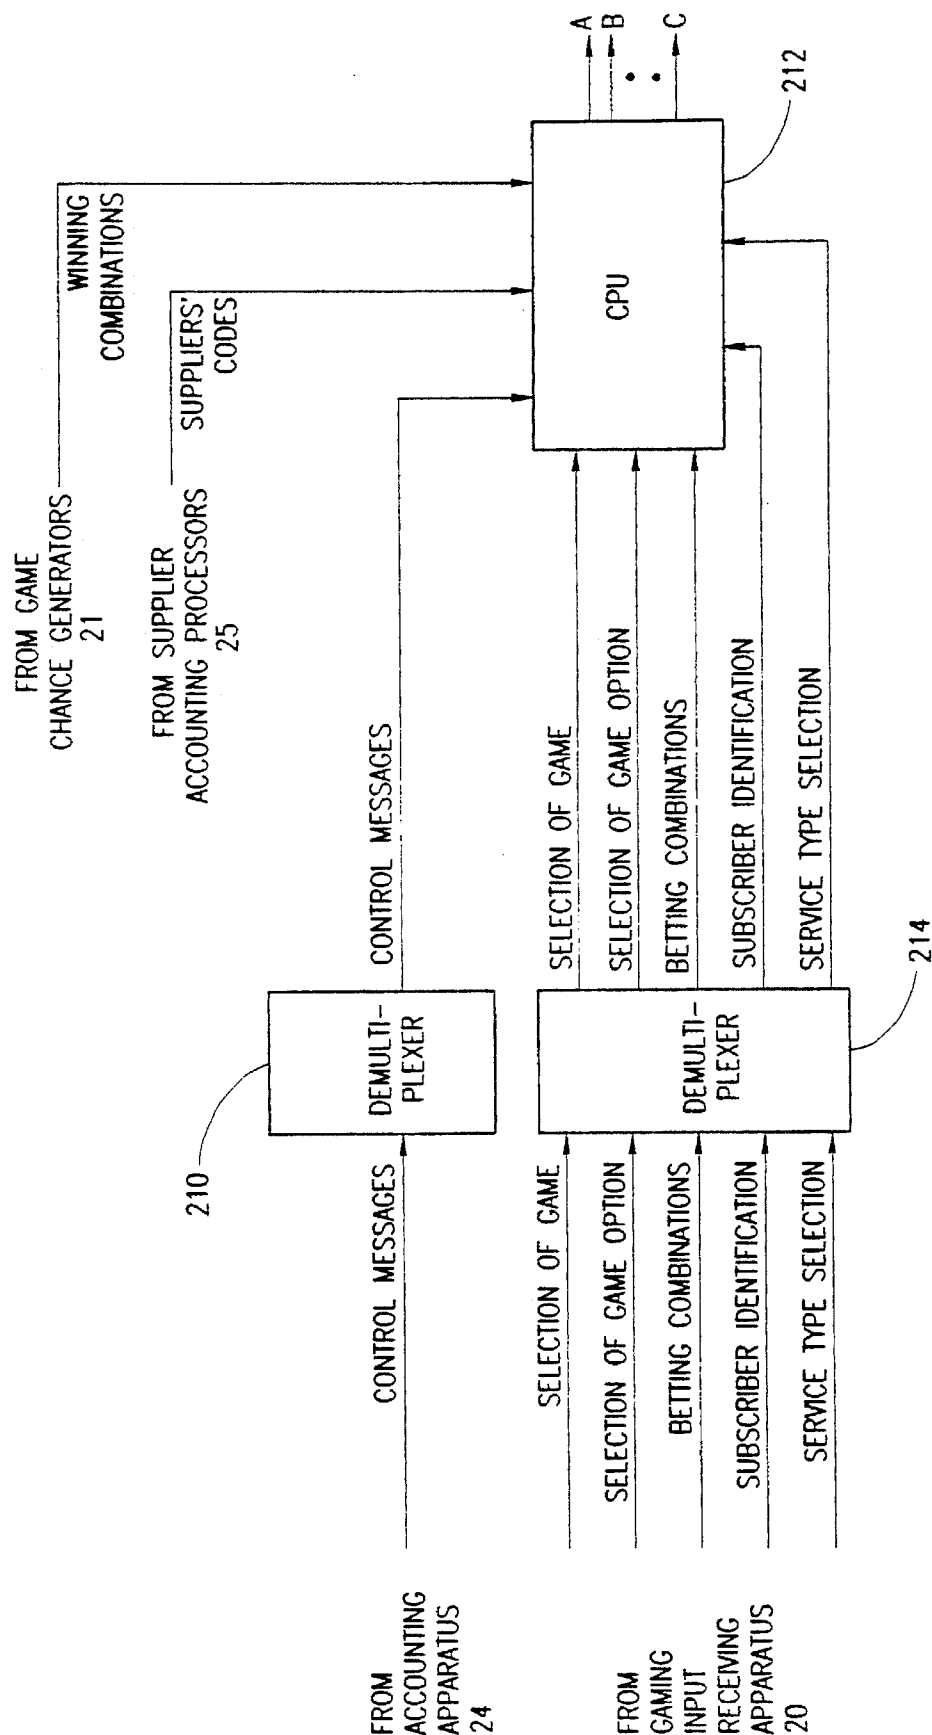 FROM GAME
CHANCE GENERATORS
21
WINNING
COMBINATIONS
FROM SUPPLIER
ACCOUNTING PROCESSORS
25
SUPPLIERS'
CODES
FROM
ACCOUNTING
APPARATUS
24
CONTROL MESSAGES
210
DEMULTI-
PLEXER
CONTROL MESSAGES
FROM
GAMING
INPUT
RECEIVING
APPARATUS
20
SELECTION OF GAME
SELECTION OF GAME OPTION
BETTING COMBINATIONS
SUBSCRIBER IDENTIFICATION
SERVICE TYPE SELECTION
DEMULTI-
PLEXER
214
SELECTION OF GAME
SELECTION OF GAME OPTION
BETTING COMBINATIONS
SUBSCRIBER IDENTIFICATION
SERVICE TYPE SELECTION
CPU
212
A
B
C